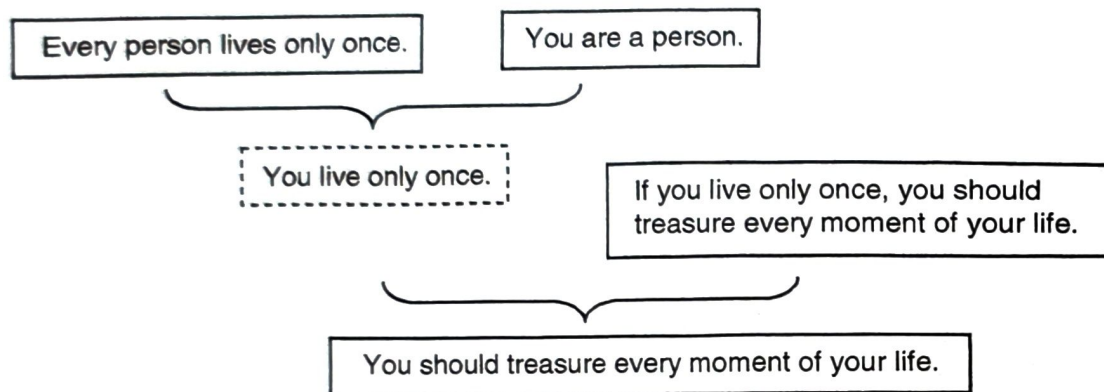 Every person lives only once.
You are a person.
You live only once.
If you live only once, you should
treasure every moment of your life.
You should treasure every moment of your life.